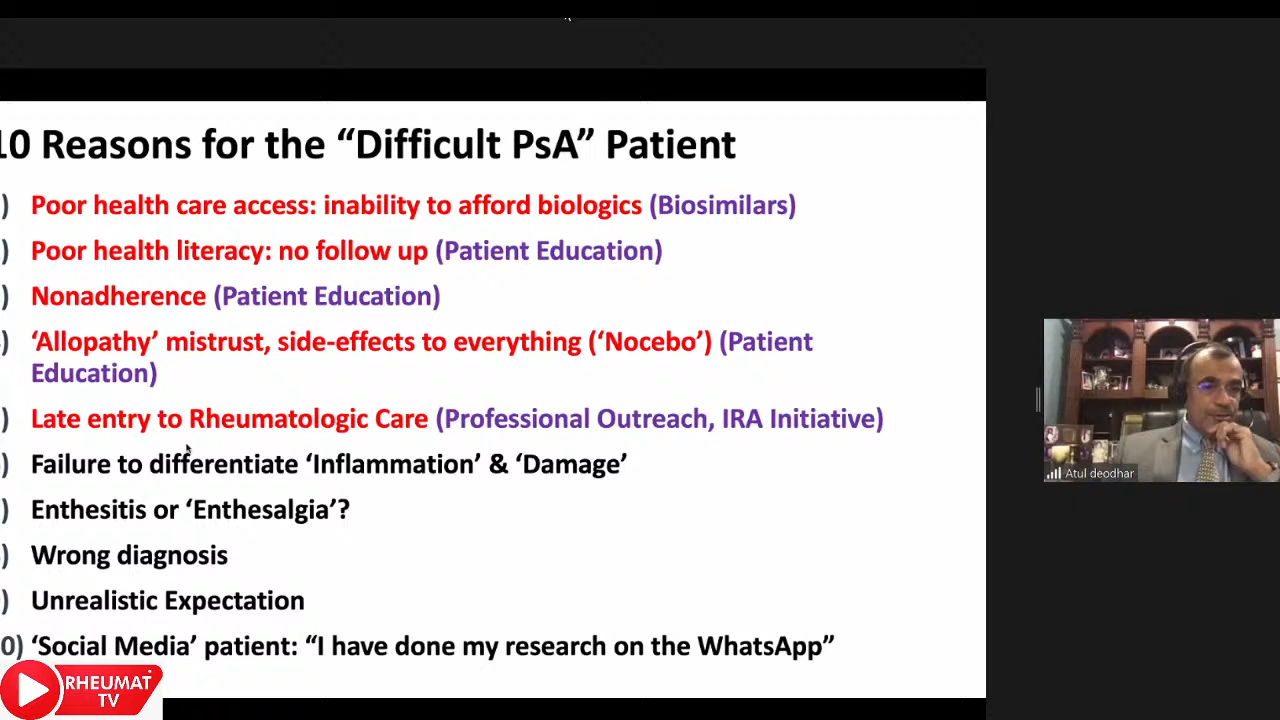 10 Reasons for the “Difficult PsA” Patient
) Poor health care access: inability to afford biologics (Biosimilars)
) Poor health literacy: no follow up (Patient Education)
) Nonadherence (Patient Education)
) ‘Allopathy’ mistrust, side-effects to everything (‘Nocebo’) (Patient
Education)
) Late entry to Rheumatologic Care (Professional Outreach, IRA Initiative)
) Failure to differentiate ‘Inflammation’ & ‘Damage’
) Enthesitis or ‘Enthesalgia’?
) Wrong diagnosis
) Unrealistic Expectation
0) ‘Social Media’ patient: “I have done my research on the WhatsApp”
Atul deodhar
RHEUMAT
TV